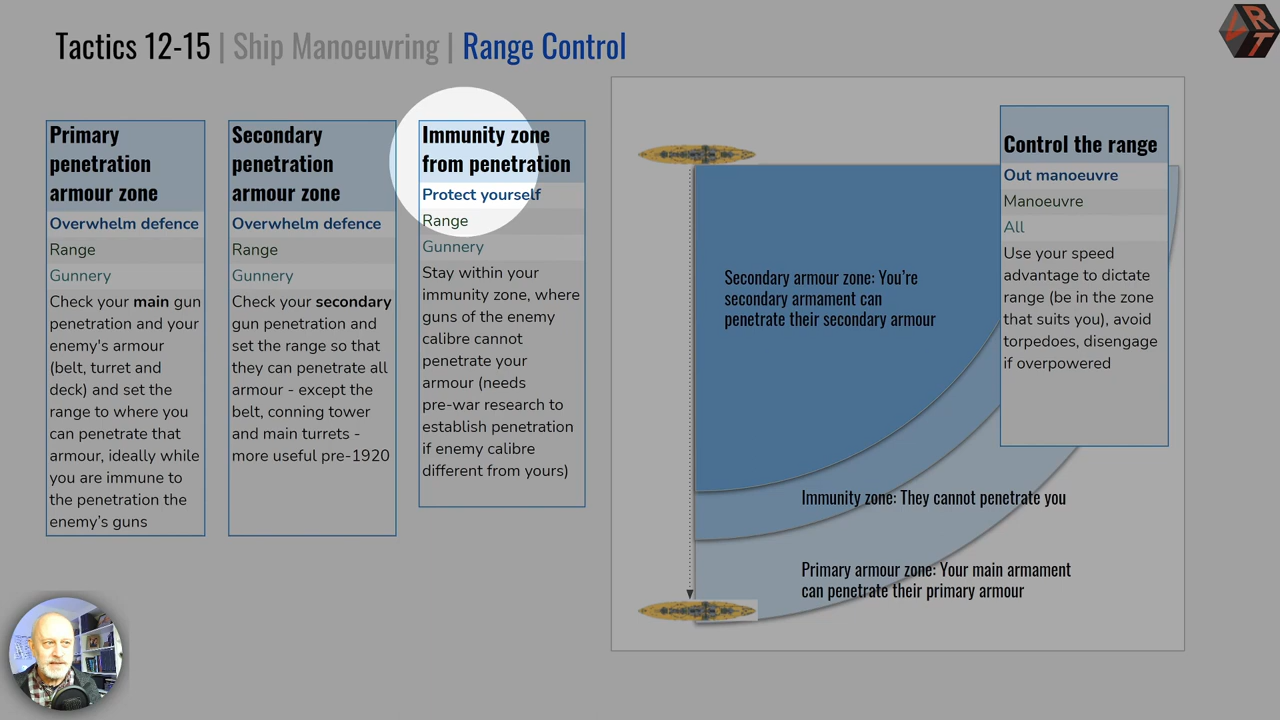 Tactics 12-15 | Ship Manoeuvring | Range Control
LRT
Primary
penetration
armour zone
Overwhelm defence
Range
Gunnery
Check your main gun
penetration and your
enemy's armour
(belt, turret and
deck) and set the
range to where you
can penetrate that
armour, ideally while
you are immune to
the penetration the
enemy's guns
Secondary
penetration
armour zone
Overwhelm defence
Range
Gunnery
Check your secondary
gun penetration and
set the range so that
they can penetrate all
armour - except the
belt, conning tower
and main turrets -
more useful pre-1920
Immunity zone
from penetration
Protect yourself
Range
Gunnery
Stay within your
immunity zone, where
guns of the enemy
calibre cannot
penetrate your
armour (needs
pre-war research to
establish penetration
if enemy calibre
different from yours)
Secondary armour zone: You're
secondary armament can
penetrate their secondary armour
Immunity zone: They cannot penetrate you
Primary armour zone: Your main armament
can penetrate their primary armour
Control the range
Out manoeuvre
Manoeuvre
All
Use your speed
advantage to dictate
range (be in the zone
that suits you), avoid
torpedoes, disengage
if overpowered